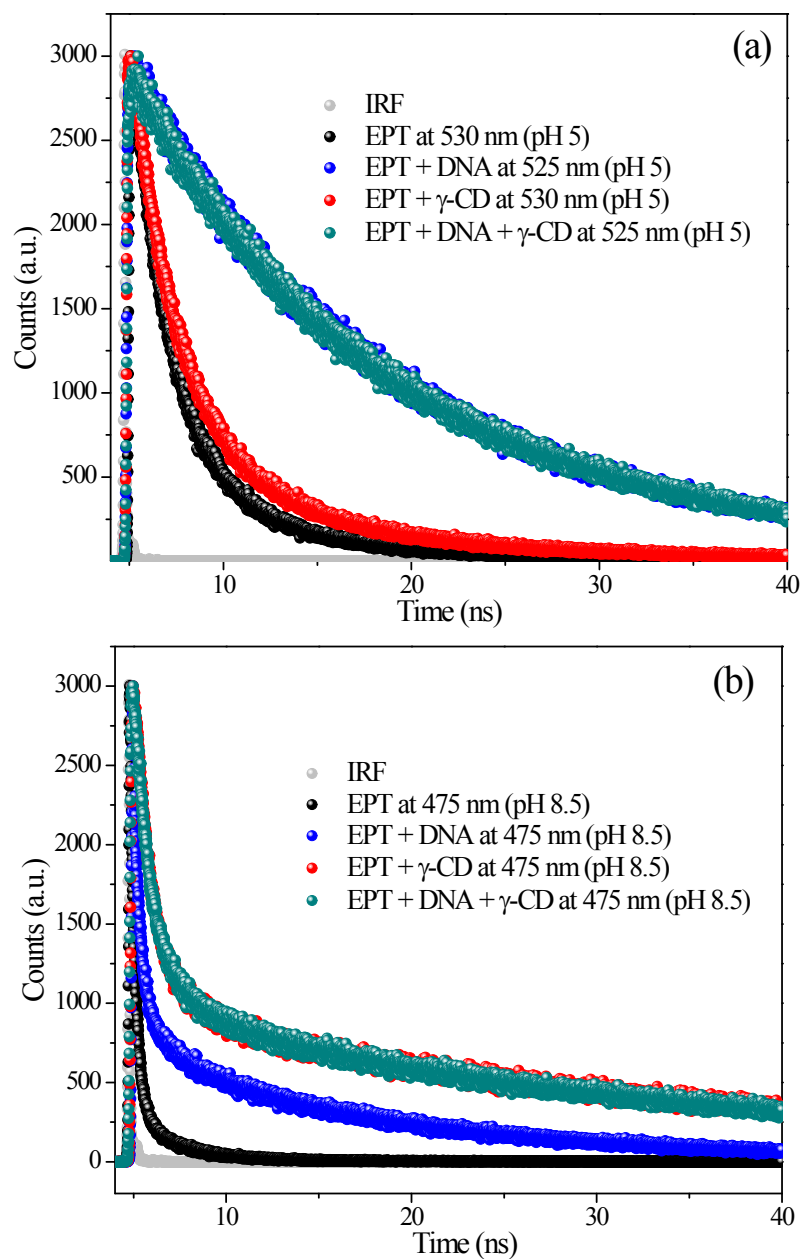 (a)
3000
2500
2000
1500
1000
500
Counts (a.u.)
IRF
EPT at 530 nm (pH 5)
EPT + DNA at 525 nm (pH 5)
EPT + γ-CD at 530 nm (pH 5)
EPT + DNA + γ-CD at 525 nm (pH 5)
10
20
30
40
Time (ns)
(b)
3000
2500
2000
1500
1000
500
0
Counts (a.u.)
IRF
EPT at 475 nm (pH 8.5)
EPT + DNA at 475 nm (pH 8.5)
EPT + γ-CD at 475 nm (pH 8.5)
EPT + DNA + γ-CD at 475 nm (pH 8.5)
10
20
30
40
Time (ns)